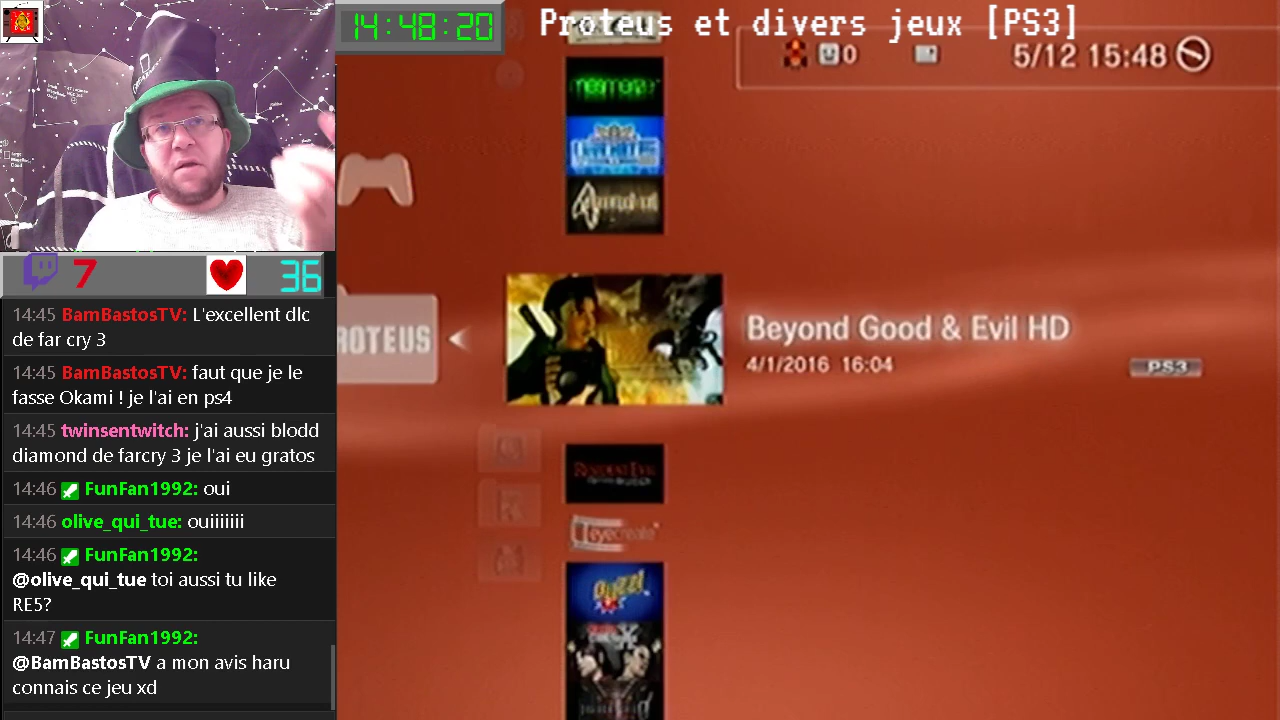 14:48:20
Proteus et divers jeux [PS3]
0
5/12 15:48
7
36
14:45 BamBastosTV: L'excellent dlc
de far cry 3
14:45 BamBastosTV: faut que je le
fasse Okami ! je l'ai en ps4
14:45 twinsentwitch: j'ai aussi blodd
diamond de farcry 3 je l'ai eu gratos
14:46 FunFan1992: oui
14:46 olive_qui_tue: ouiiiiiii
14:46 FunFan1992:
@olive_qui_tue toi aussi tu like
RE5?
14:47 FunFan1992:
@BamBastosTV a mon avis haru
connais ce jeu xd
ROTEUS
Beyond Good & Evil HD
4/1/2016 16:04
PS3
RESIDENT EVIL
eyecreate
Buzz!